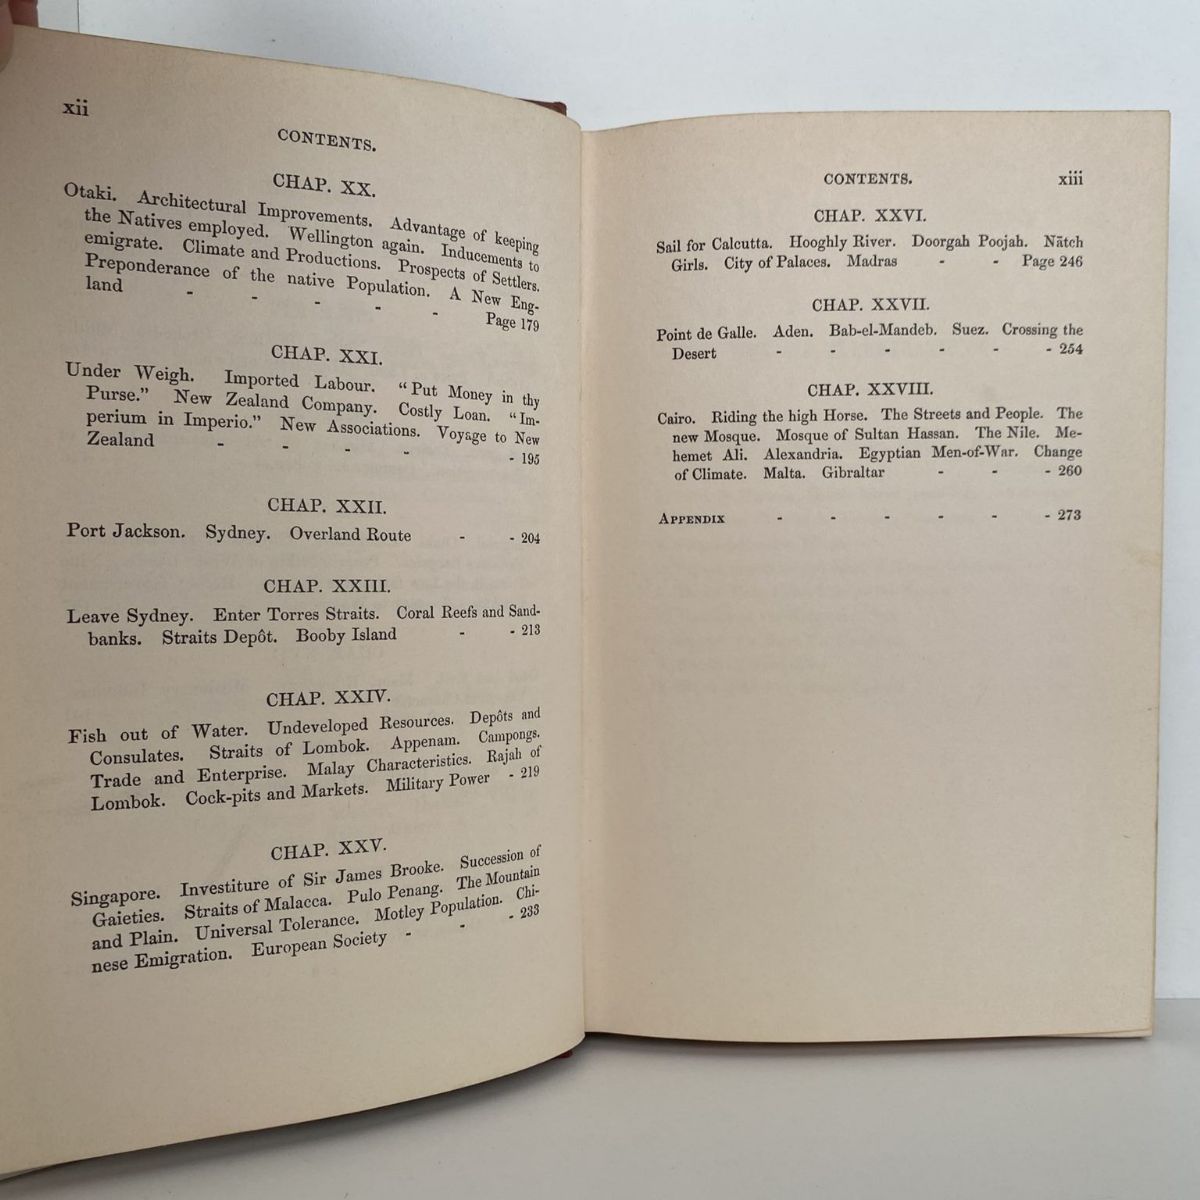 xii
CONTENTS.
CHAP. XX.
Otaki. Architectural Improvements. Advantage of keeping
the Natives employed. Wellington again. Inducements to
emigrate. Climate and Productions. Prospects of Settlers.
Preponderance of the native Population. A New Eng-
land - - - - - Page 179
CHAP. XXI.
Under Weigh. Imported Labour. “Put Money in thy
Purse.” New Zealand Company. Costly Loan. “Im-
perium in Imperio.” New Associations. Voyage to New
Zealand - - - - - 195
CHAP. XXII.
Port Jackson. Sydney. Overland Route - - 204
CHAP. XXIII.
Leave Sydney. Enter Torres Straits. Coral Reefs and Sand-
banks. Straits Depôt. Booby Island - - 213
CHAP. XXIV.
Fish out of Water. Undeveloped Resources. Depôts and
Consulates. Straits of Lombok. Appenam. Campongs.
Trade and Enterprise. Malay Characteristics. Rajah of
Lombok. Cock-pits and Markets. Military Power - 219
CHAP. XXV.
Singapore. Investiture of Sir James Brooke. Succession of
Gaieties. Straits of Malacca. Pulo Penang. The Mountain
and Plain. Universal Tolerance. Motley Population. Chi-
nese Emigration. European Society - - - 233
CONTENTS. xiii
CHAP. XXVI.
Sail for Calcutta. Hooghly River. Doorgah Poojah. Nātch
Girls. City of Palaces. Madras - - Page 246
CHAP. XXVII.
Point de Galle. Aden. Bab-el-Mandeb. Suez. Crossing the
Desert - - - - - - 254
CHAP. XXVIII.
Cairo. Riding the high Horse. The Streets and People. The
new Mosque. Mosque of Sultan Hassan. The Nile. Me-
hemet Ali. Alexandria. Egyptian Men-of-War. Change
of Climate. Malta. Gibraltar - - - 260
APPENDIX - - - - - - 273